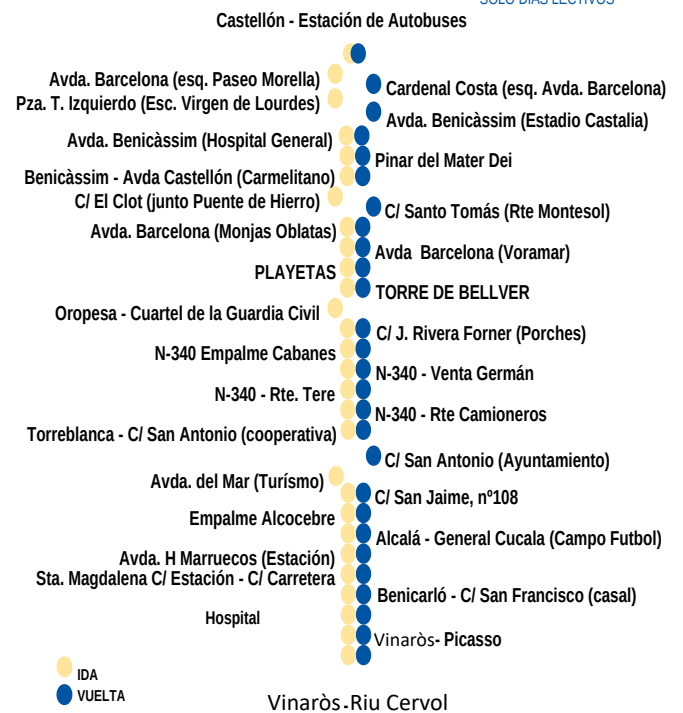 SOLO DIAS LECTIVOS
Castellón - Estación de Autobuses
Avda. Barcelona (esq. Paseo Morella)
Cardenal Costa (esq. Avda. Barcelona)
Pza. T. Izquierdo (Esc. Virgen de Lourdes)
Avda. Benicàssim (Estadio Castalia)
Avda. Benicàssim (Hospital General)
Pinar del Mater Dei
Benicàssim - Avda Castellón (Carmelitano)
C/ El Clot (junto Puente de Hierro)
C/ Santo Tomás (Rte Montesol)
Avda. Barcelona (Monjas Oblatas)
Avda Barcelona (Voramar)
PLAYETAS
TORRE DE BELLVER
Oropesa - Cuartel de la Guardia Civil
C/ J. Rivera Forner (Porches)
N-340 Empalme Cabanes
N-340 - Venta Germán
N-340 - Rte. Tere
N-340 - Rte Camioneros
Torreblanca - C/ San Antonio (cooperativa)
C/ San Antonio (Ayuntamiento)
Avda. del Mar (Turísmo)
C/ San Jaime, nº108
Empalme Alcocebre
Alcalá - General Cucala (Campo Futbol)
Avda. H Marruecos (Estación)
Sta. Magdalena C/ Estación - C/ Carretera
Benicarló - C/ San Francisco (casal)
Hospital
Vinaròs- Picasso
IDA
VUELTA
Vinaròs-Riu Cervol